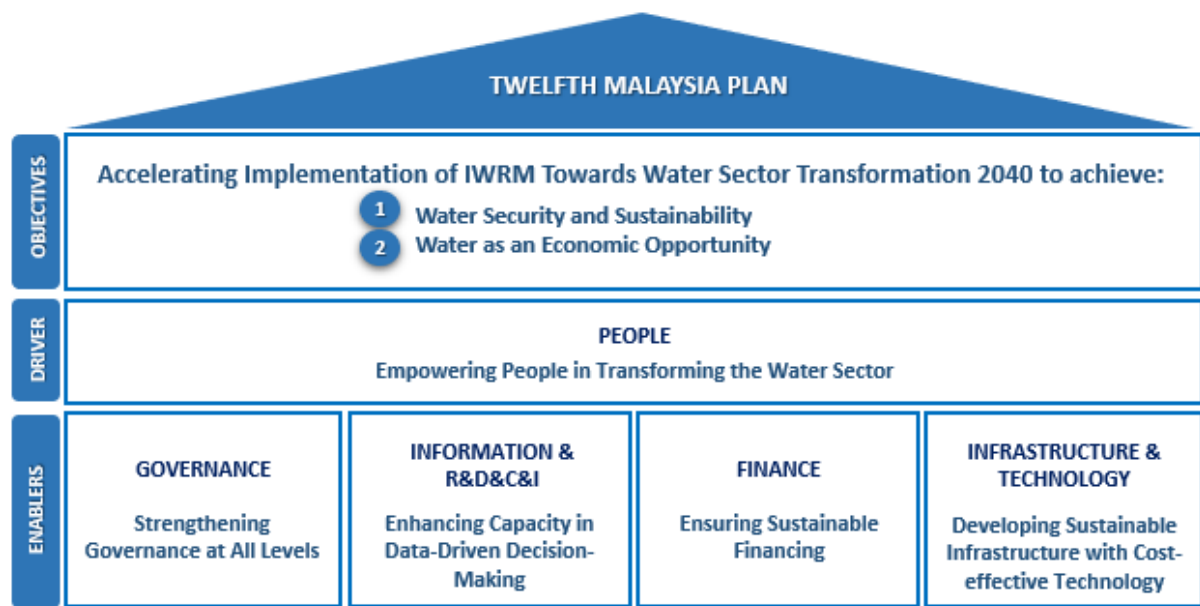 TWELFTH MALAYSIA PLAN
OBJECTIVES
Accelerating Implementation of IWRM Towards Water Sector Transformation 2040 to achieve:
1 Water Security and Sustainability
2 Water as an Economic Opportunity
DRIVER
PEOPLE
Empowering People in Transforming the Water Sector
ENABLERS
GOVERNANCE
Strengthening
Governance at All Levels
INFORMATION &
R&D&C&I
Enhancing Capacity in
Data-Driven Decision-
Making
FINANCE
Ensuring Sustainable
Financing
INFRASTRUCTURE &
TECHNOLOGY
Developing Sustainable
Infrastructure with Cost-
effective Technology